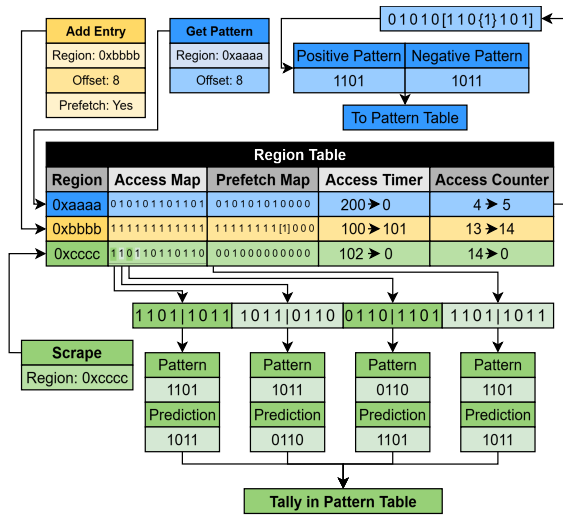 Add Entry
Region: 0xbbbb
Offset: 8
Prefetch: Yes
Get Pattern
Region: 0xaaaa
Offset: 8
01010[110{1}101]
Positive Pattern Negative Pattern
1101 1011
To Pattern Table
Region Table
Region Access Map Prefetch Map Access Timer Access Counter
0xaaaa 010101101101 010101010000 200➔0 4➔5
0xbbbb 111111111111 11111111[1]000 100➔101 13➔14
0xcccc 110110110110 001000000000 102➔0 14➔0
1101|1011 1011|0110 0110|1101 1101|1011
Scrape
Region: 0xcccc
Pattern Pattern Pattern Pattern
1101 1011 0110 1101
Prediction Prediction Prediction Prediction
1011 0110 1101 1011
Tally in Pattern Table